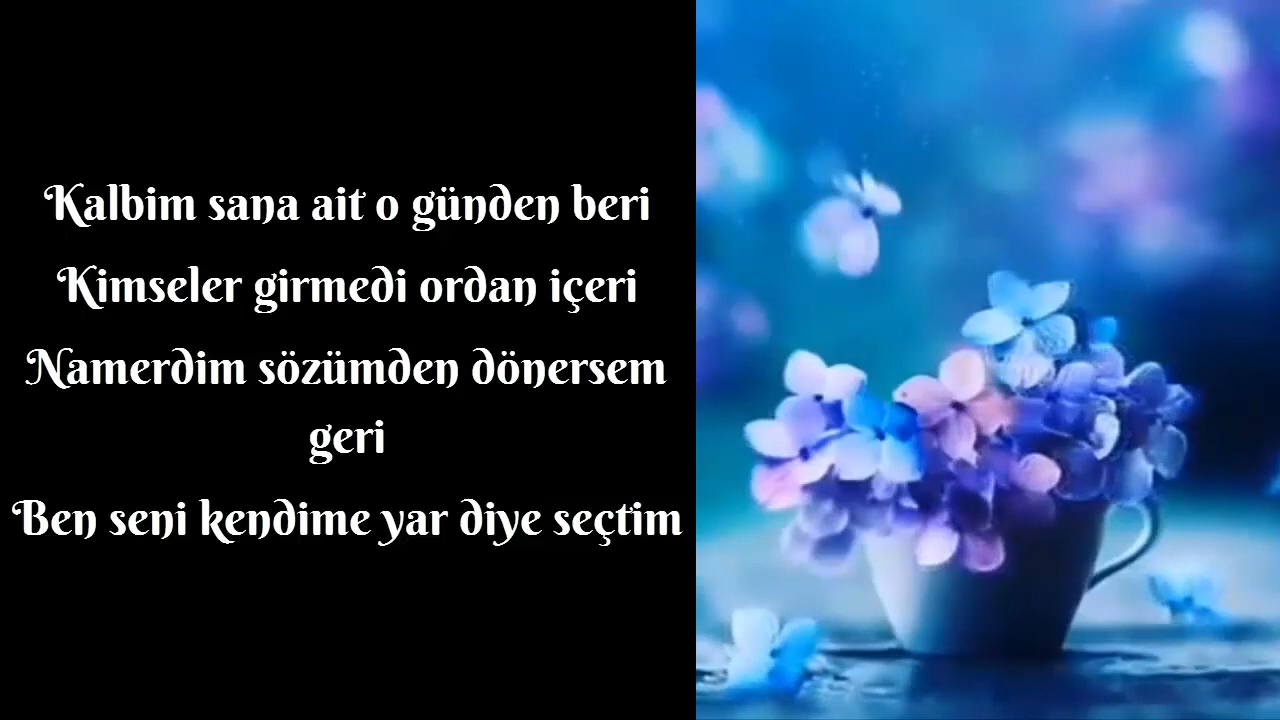 Kalbim sana ait o günden beri
Kimseler girmedi ordan içeri
Namerdim sözümden dönersem
geri
Ben seni kendime yar diye seçtim